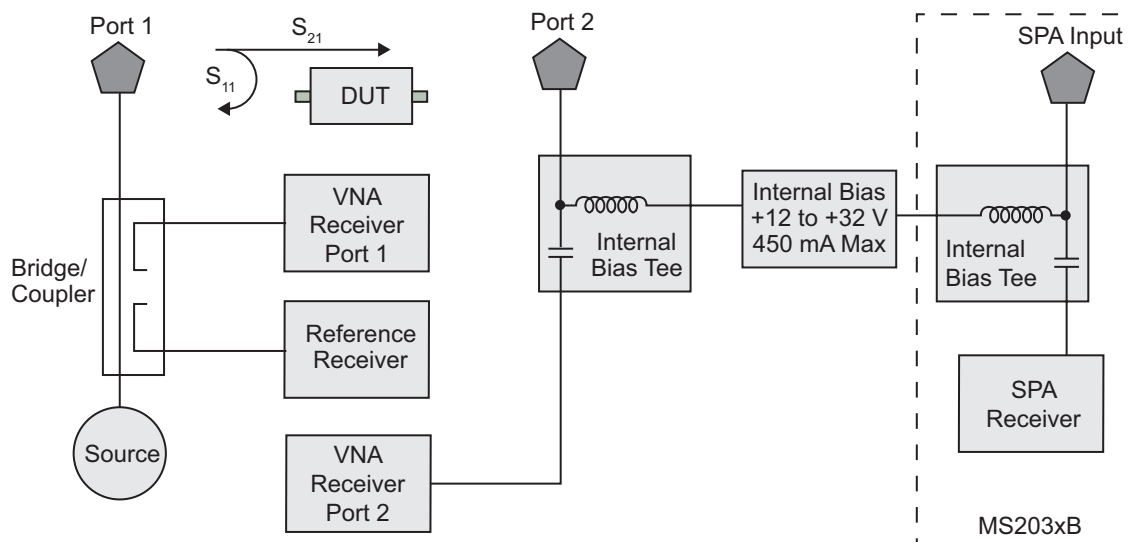 Port 1
S21
S11
DUT
Port 2
SPA Input
VNA
Receiver
Port 1
Bridge/
Coupler
Reference
Receiver
Source
VNA
Receiver
Port 2
Internal
Bias Tee
Internal Bias
+12 to +32 V
450 mA Max
Internal
Bias Tee
SPA
Receiver
MS203xB